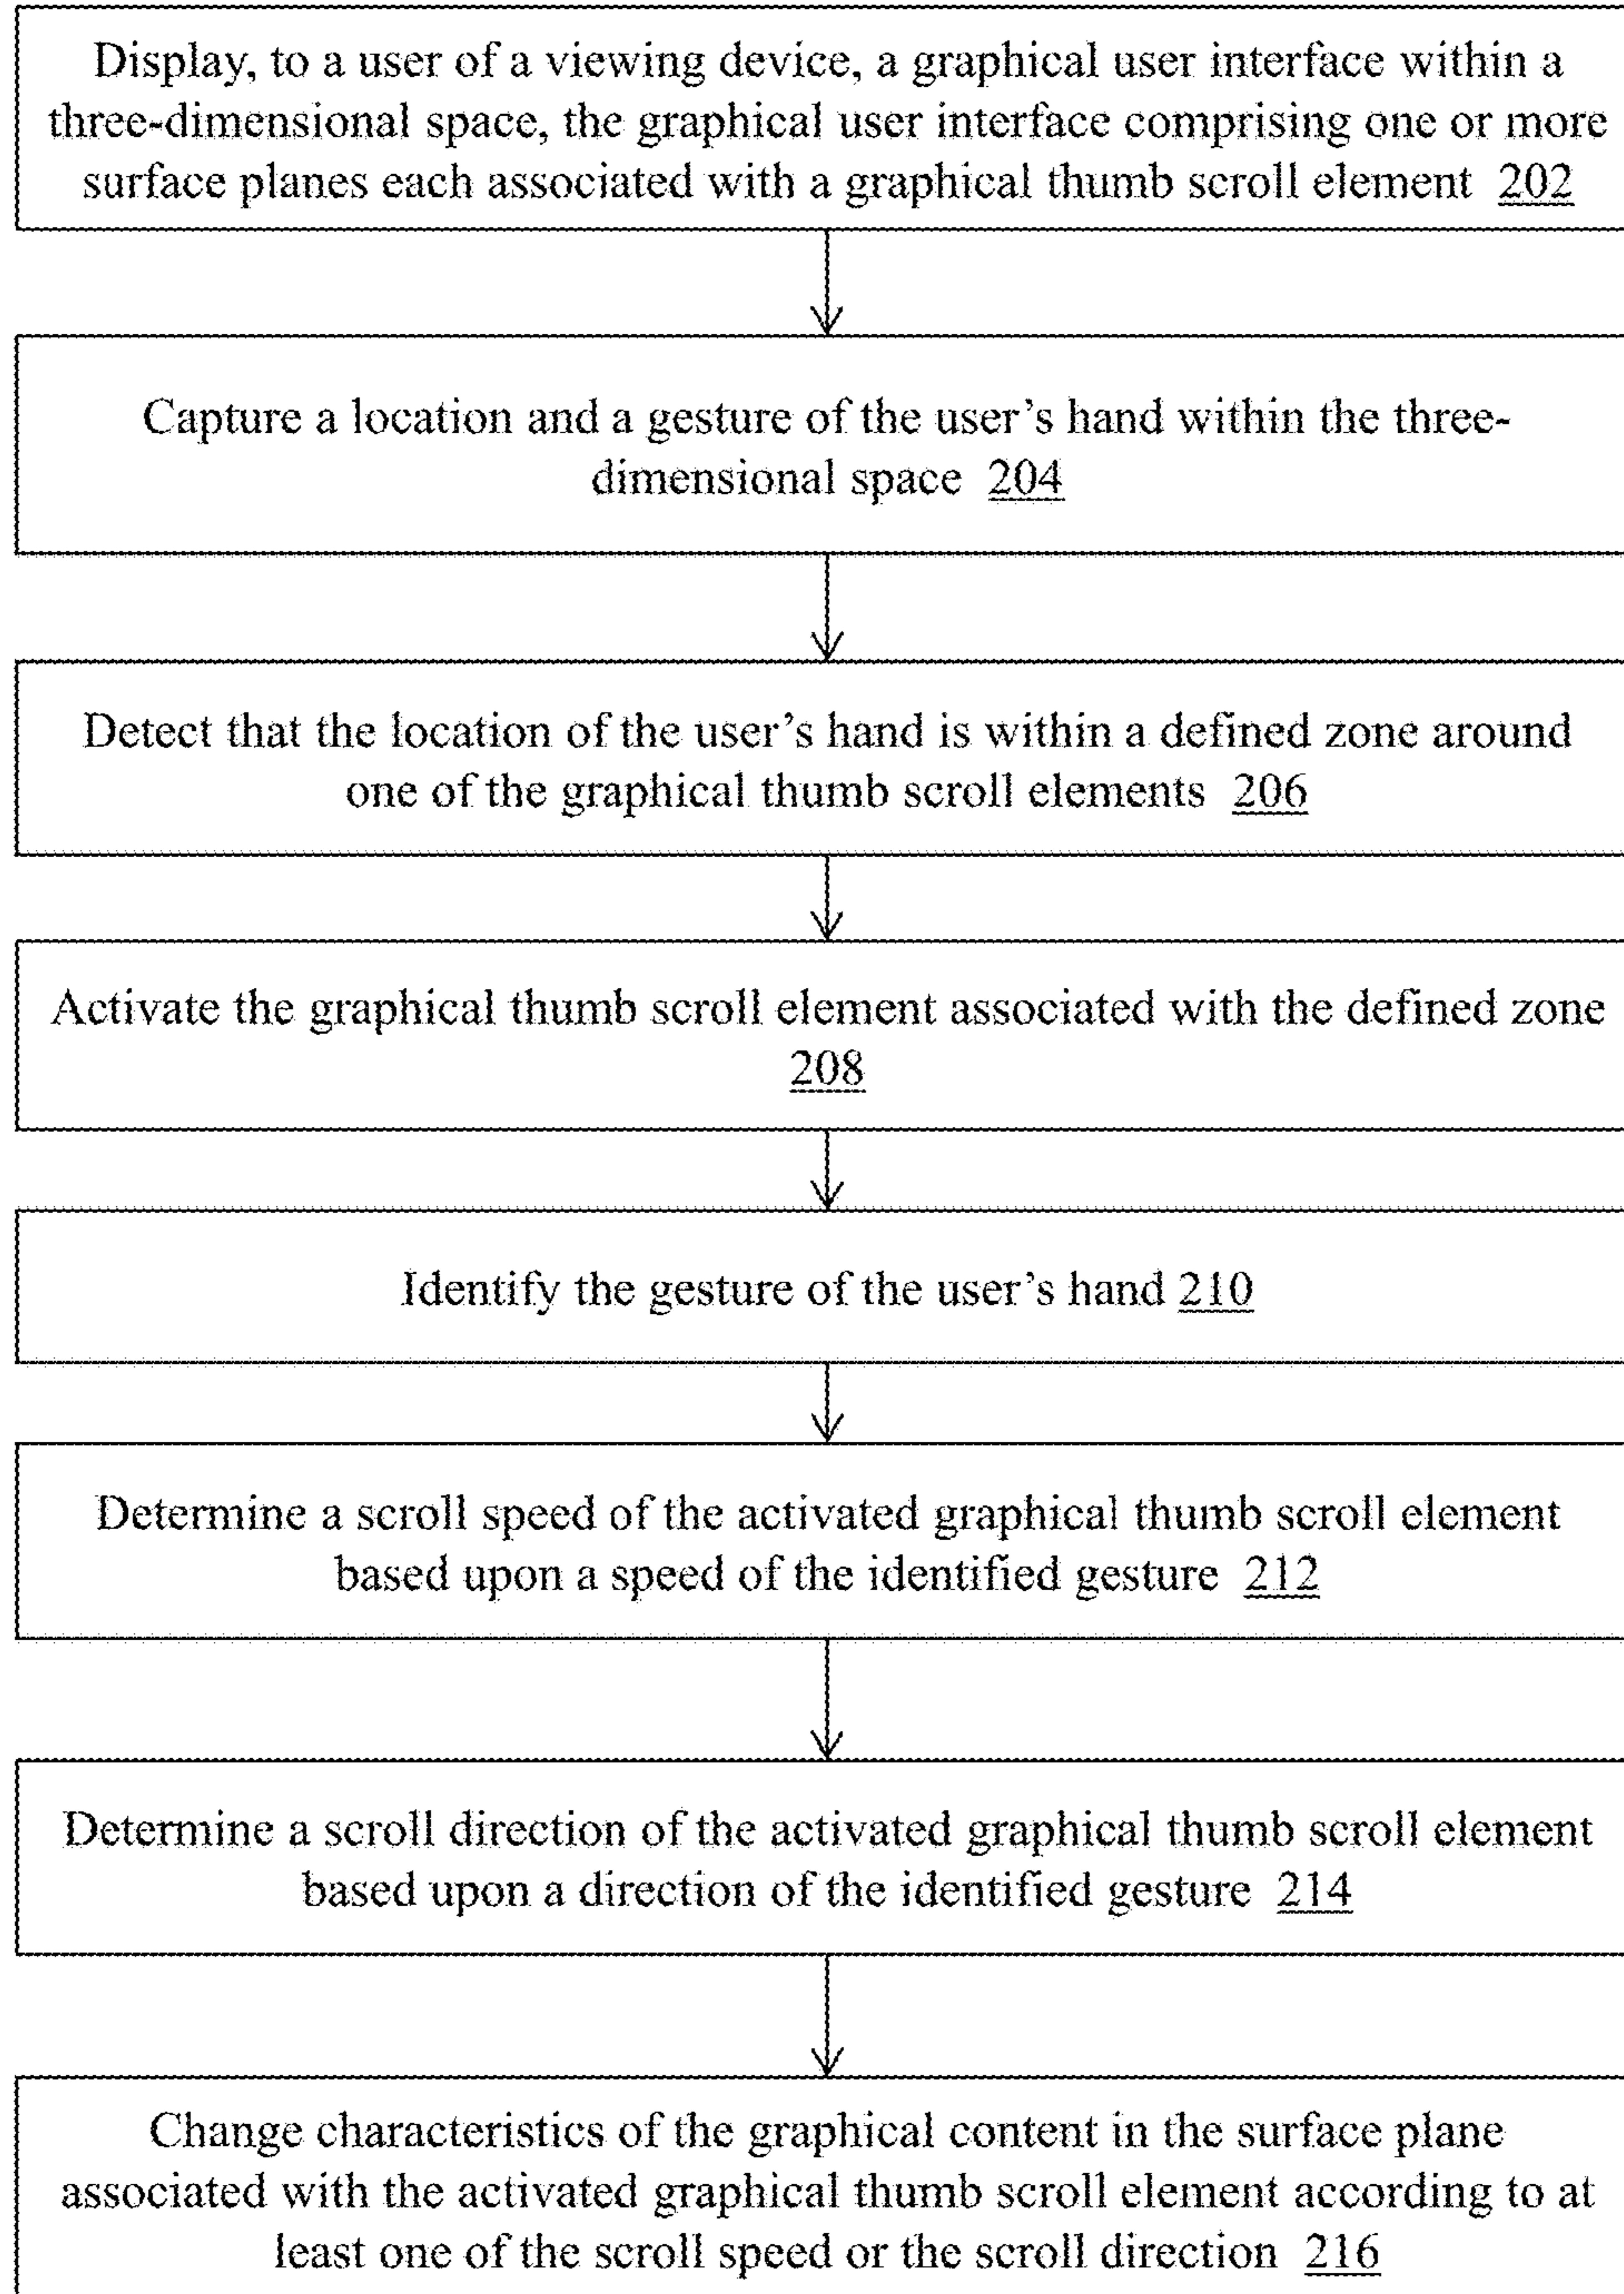 Display, to a user of a viewing device, a graphical user interface within a
three-dimensional space, the graphical user interface comprising one or more
surface planes each associated with a graphical thumb scroll element 202
Capture a location and a gesture of the user's hand within the three-
dimensional space 204
Detect that the location of the user's hand is within a defined zone around
one of the graphical thumb scroll elements 206
Activate the graphical thumb scroll element associated with the defined zone
208
Identify the gesture of the user's hand 210
Determine a scroll speed of the activated graphical thumb scroll element
based upon a speed of the identified gesture 212
Determine a scroll direction of the activated graphical thumb scroll element
based upon a direction of the identified gesture 214
Change characteristics of the graphical content in the surface plane
associated with the activated graphical thumb scroll element according to at
least one of the scroll speed or the scroll direction 216